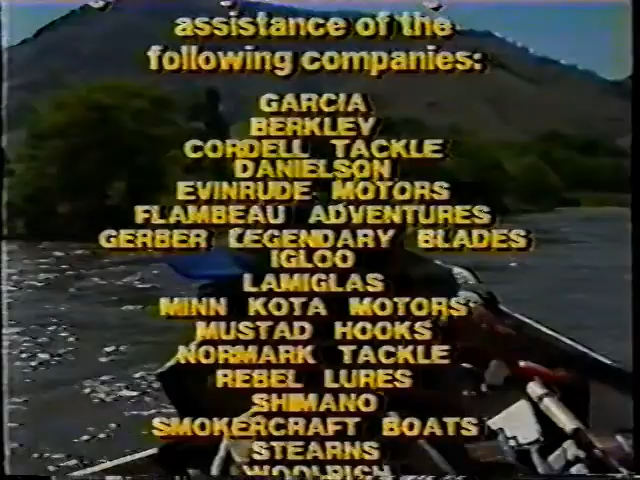 assistance of the
following companies:
GARCIA
BERKLEY
CORDELL TACKLE
DANIELSON
EVINRUDE MOTORS
FLAMBEAU ADVENTURES
GERBER LEGENDARY BLADES
IGLOO
LAMIGLAS
MINN KOTA MOTORS
MUSTAD HOOKS
NORMARK TACKLE
REBEL LURES
SHIMANO
SMOKERCRAFT BOATS
STEARNS
WOOLRICH